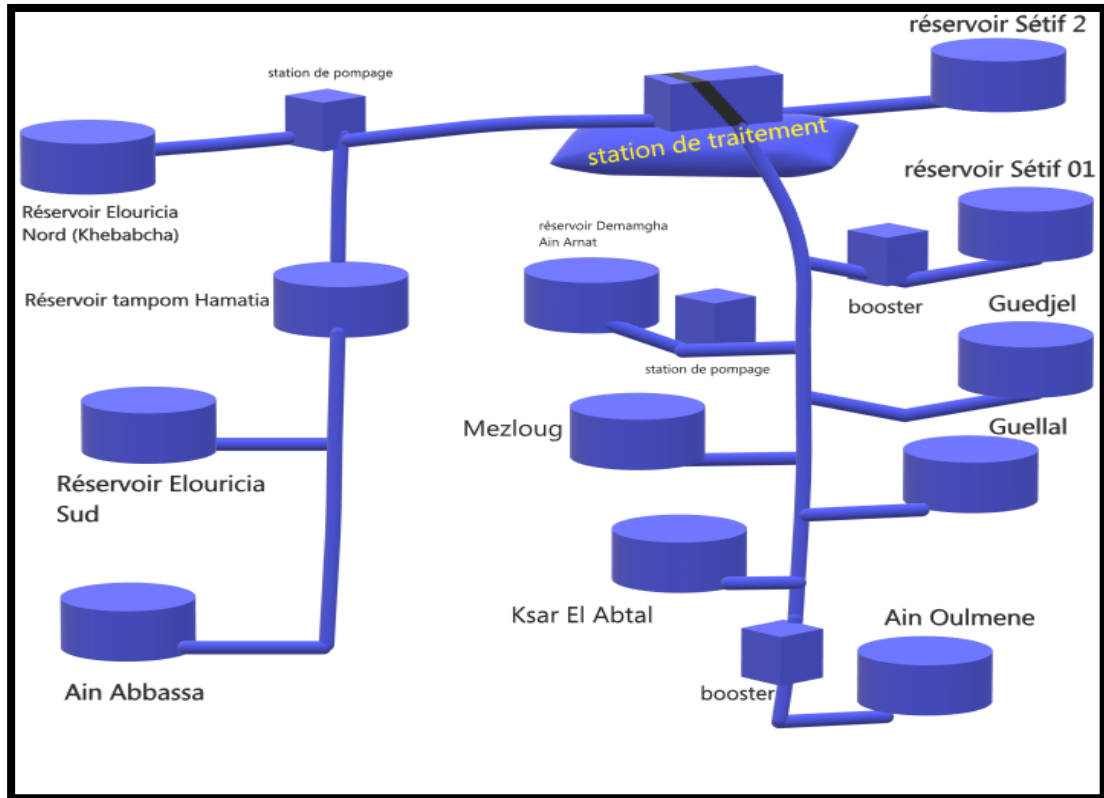 réservoir Sétif 2
station de pompage
station de traitement
réservoir Sétif 01
Réservoir Elouricia
Nord (Khebabcha)
réservoir Demamgha
Ain Arnat
Réservoir tampom Hamatia
booster
Guedjel
station de pompage
Mezloug
Guellal
Réservoir Elouricia
Sud
Ksar El Abtal
Ain Oulmene
Ain Abbassa
booster